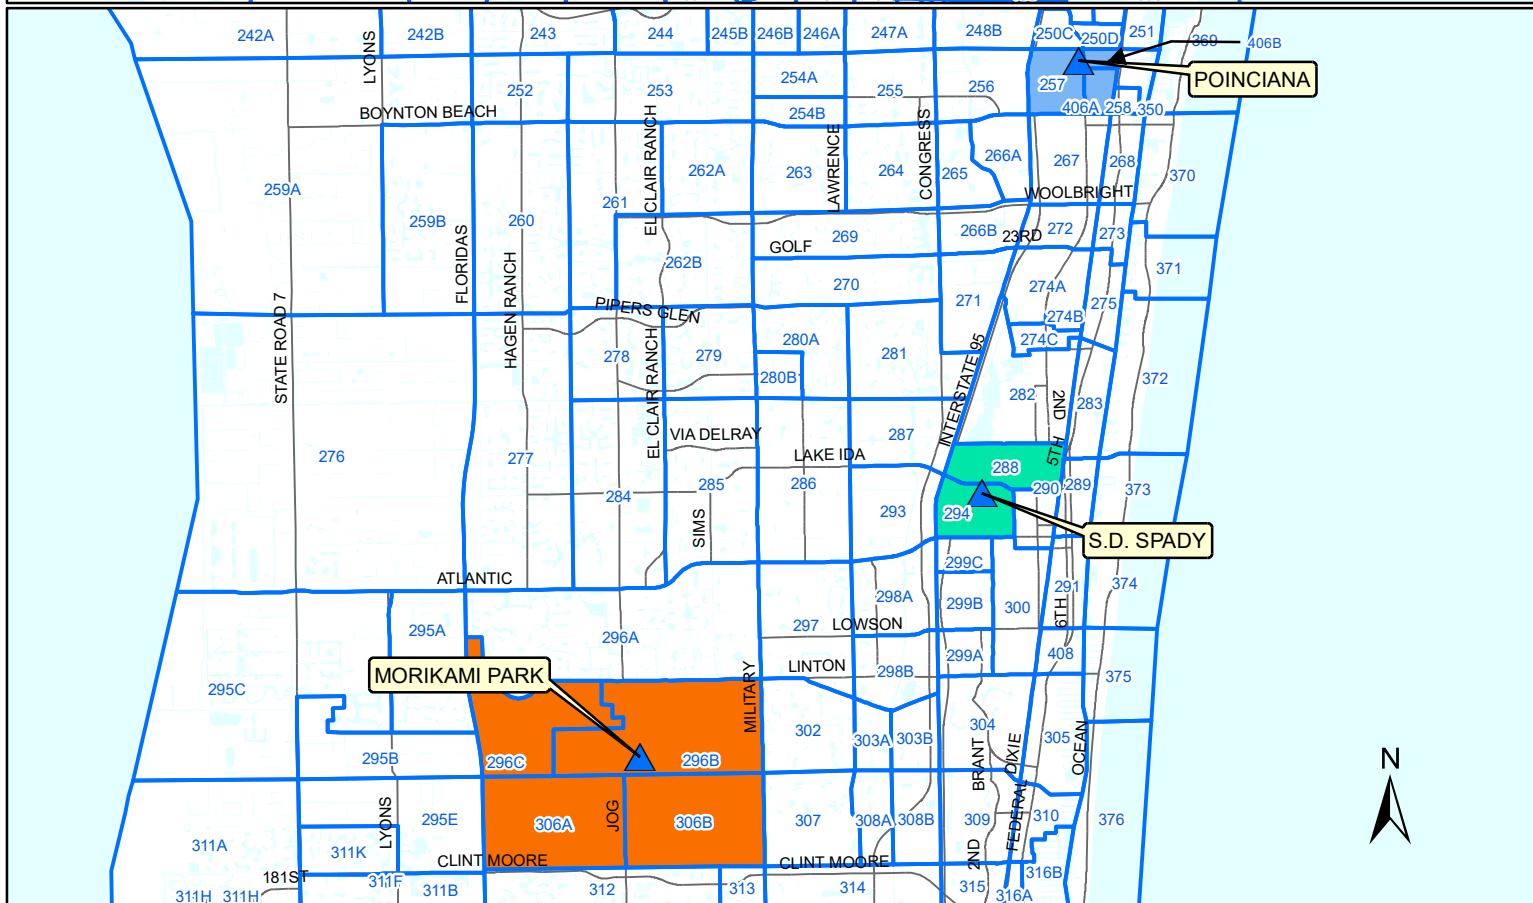 242A
LYONS
242B
243
244
245B
246B
246A
247A
248B
250C
250D
251
369
406B
POINCIANA
252
253
254A
255
256
257
BOYNTON BEACH
254B
406A
258
350
259A
259B
260
261
EL CLAIR RANCH
262A
263
LAWRENCE
264
CONGRESS
265
266A
267
268
370
WOOLBRIGHT
FLORIDAS
HAGEN RANCH
262B
269
GOLF
266B
23RD
272
273
371
STATE ROAD 7
PIPERS GLEN
270
271
274A
274B
274C
275
278
EL CLAIR RANCH
279
280A
280B
281
INTERSTATE 95
282
2ND
283
372
276
277
VIA DELRAY
LAKE IDA
287
288
5TH
284
285
286
SIMS
293
294
290
289
373
S.D. SPADY
ATLANTIC
299C
295A
296A
297
298A
LOWSON
299B
300
291
6TH
374
MORIKAMI PARK
MILITARY
LINTON
298B
299A
408
375
295C
295B
296C
296B
302
303A
303B
304
BRANT
DIXIE
305
OCEAN
N
311A
LYONS
295E
306A
JOG
306B
307
308A
308B
309
FEDERAL
310
376
311K
CLINT MOORE
CLINT MOORE
2ND
181ST
311F
311H
311H
311B
312
313
314
315
316A
316B